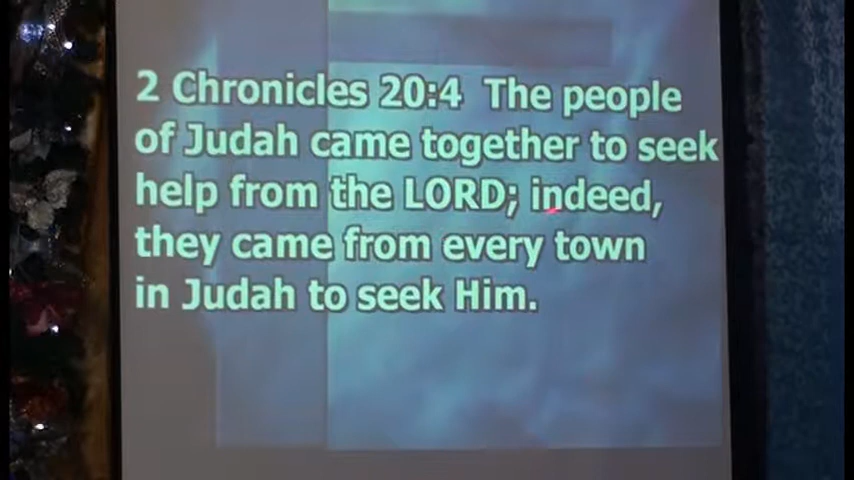 2 Chronicles 20:4 The people
of Judah came together to seek
help from the LORD; indeed,
they came from every town
in Judah to seek Him.